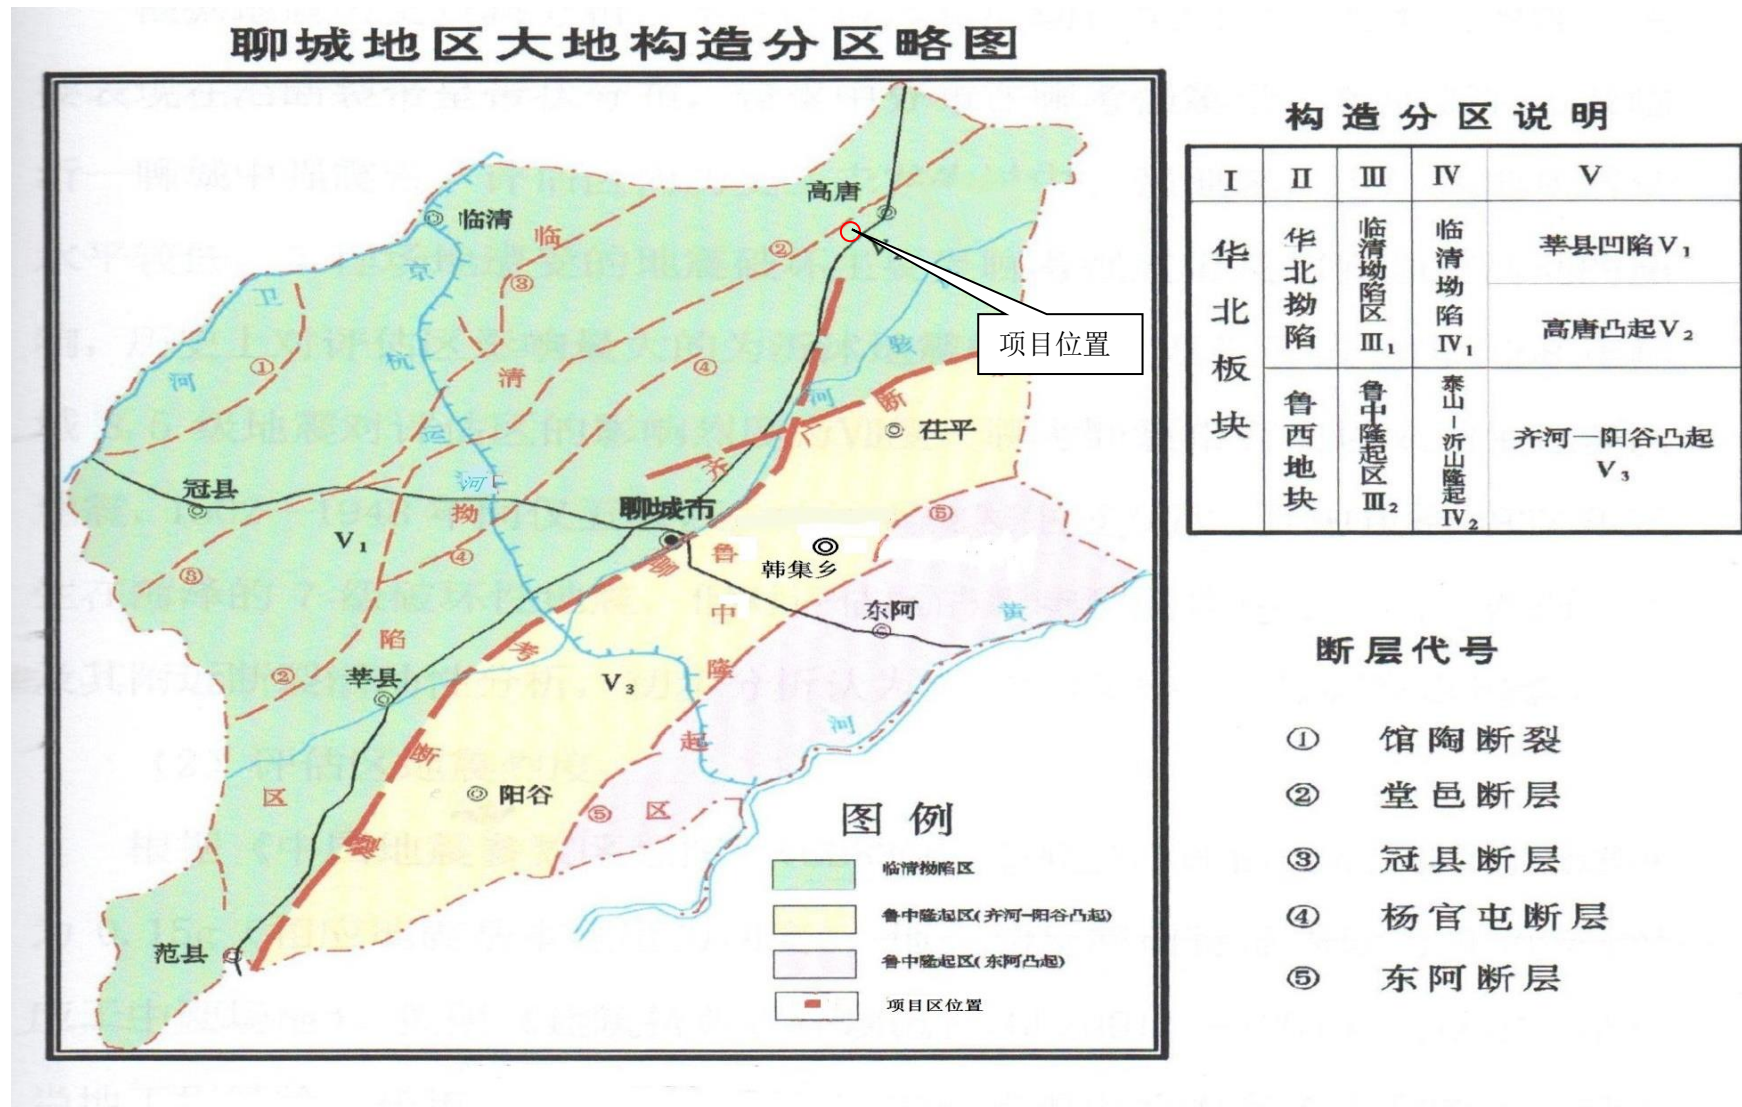 聊城地区大地构造分区略图
高唐
临清
临
②
V₂
京
③
卫
项目位置
杭
骇
①
河
清
④
河
断
运
茌平
齐
冠县
河
拗
聊城市
⑤
V₁
④
鲁
韩集乡
③
聊
中
东阿
黄
陷
考
隆
②
莘县
V₃
河
断
起
区
阳谷
⑤
区
范县
图例
临清拗陷区
鲁中隆起区(齐河-阳谷凸起)
鲁中隆起区(东阿凸起)
项目区位置
构造分区说明
I II III IV V
华北板块
华北拗陷
临清坳陷区III₁
临清坳陷IV₁
莘县凹陷V₁
高唐凸起V₂
鲁西地块
鲁中隆起区III₂
泰山-沂山隆起IV₂
齐河一阳谷凸起
V₃
断层代号
① 馆陶断裂
② 堂邑断层
③ 冠县断层
④ 杨官屯断层
⑤ 东阿断层